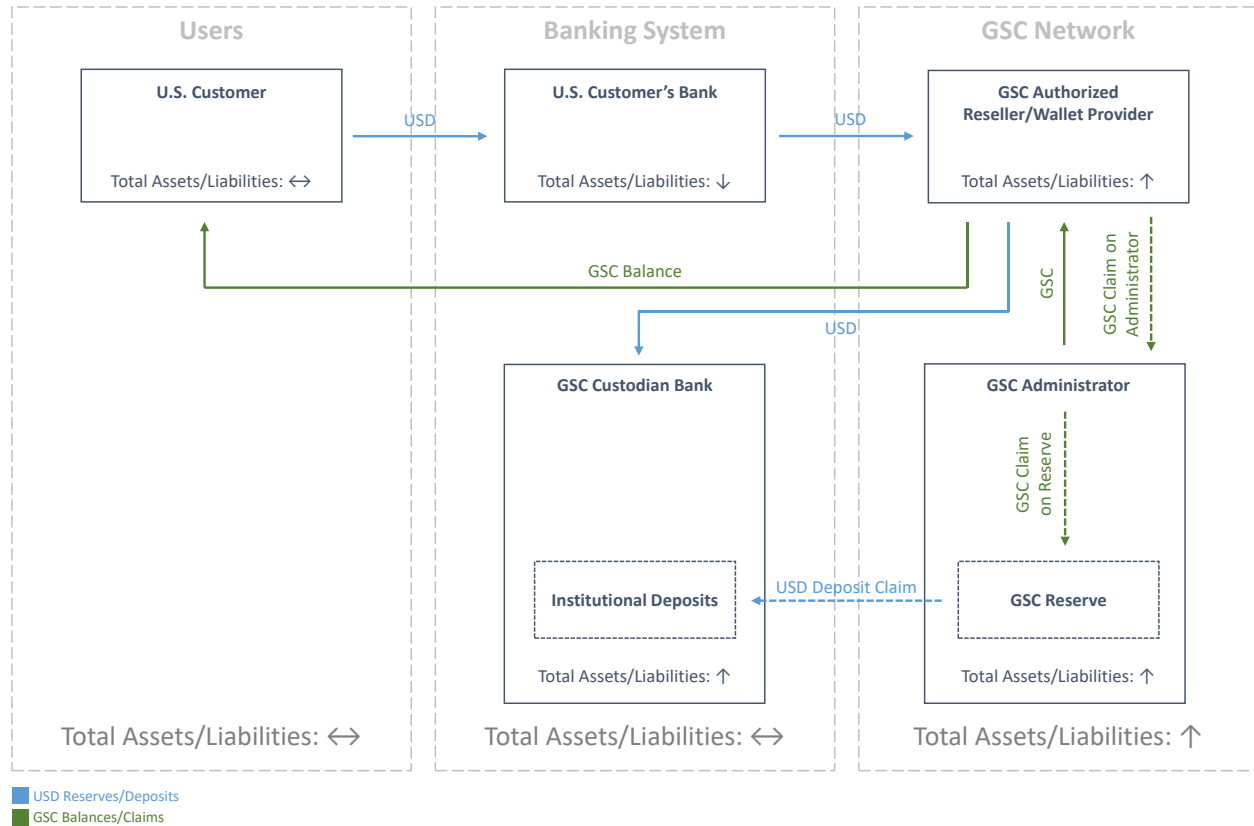 Users
Banking System
GSC Network
U.S. Customer
Total Assets/Liabilities: ↔
USD
U.S. Customer’s Bank
Total Assets/Liabilities: ↓
USD
GSC Authorized
Reseller/Wallet Provider
Total Assets/Liabilities: ↑
GSC Balance
USD
GSC
GSC Claim on
Administrator
GSC Custodian Bank
Institutional Deposits
Total Assets/Liabilities: ↑
USD Deposit Claim
GSC Administrator
GSC Claim
on Reserve
GSC Reserve
Total Assets/Liabilities: ↑
Total Assets/Liabilities: ↔
Total Assets/Liabilities: ↔
Total Assets/Liabilities: ↑
USD Reserves/Deposits
GSC Balances/Claims